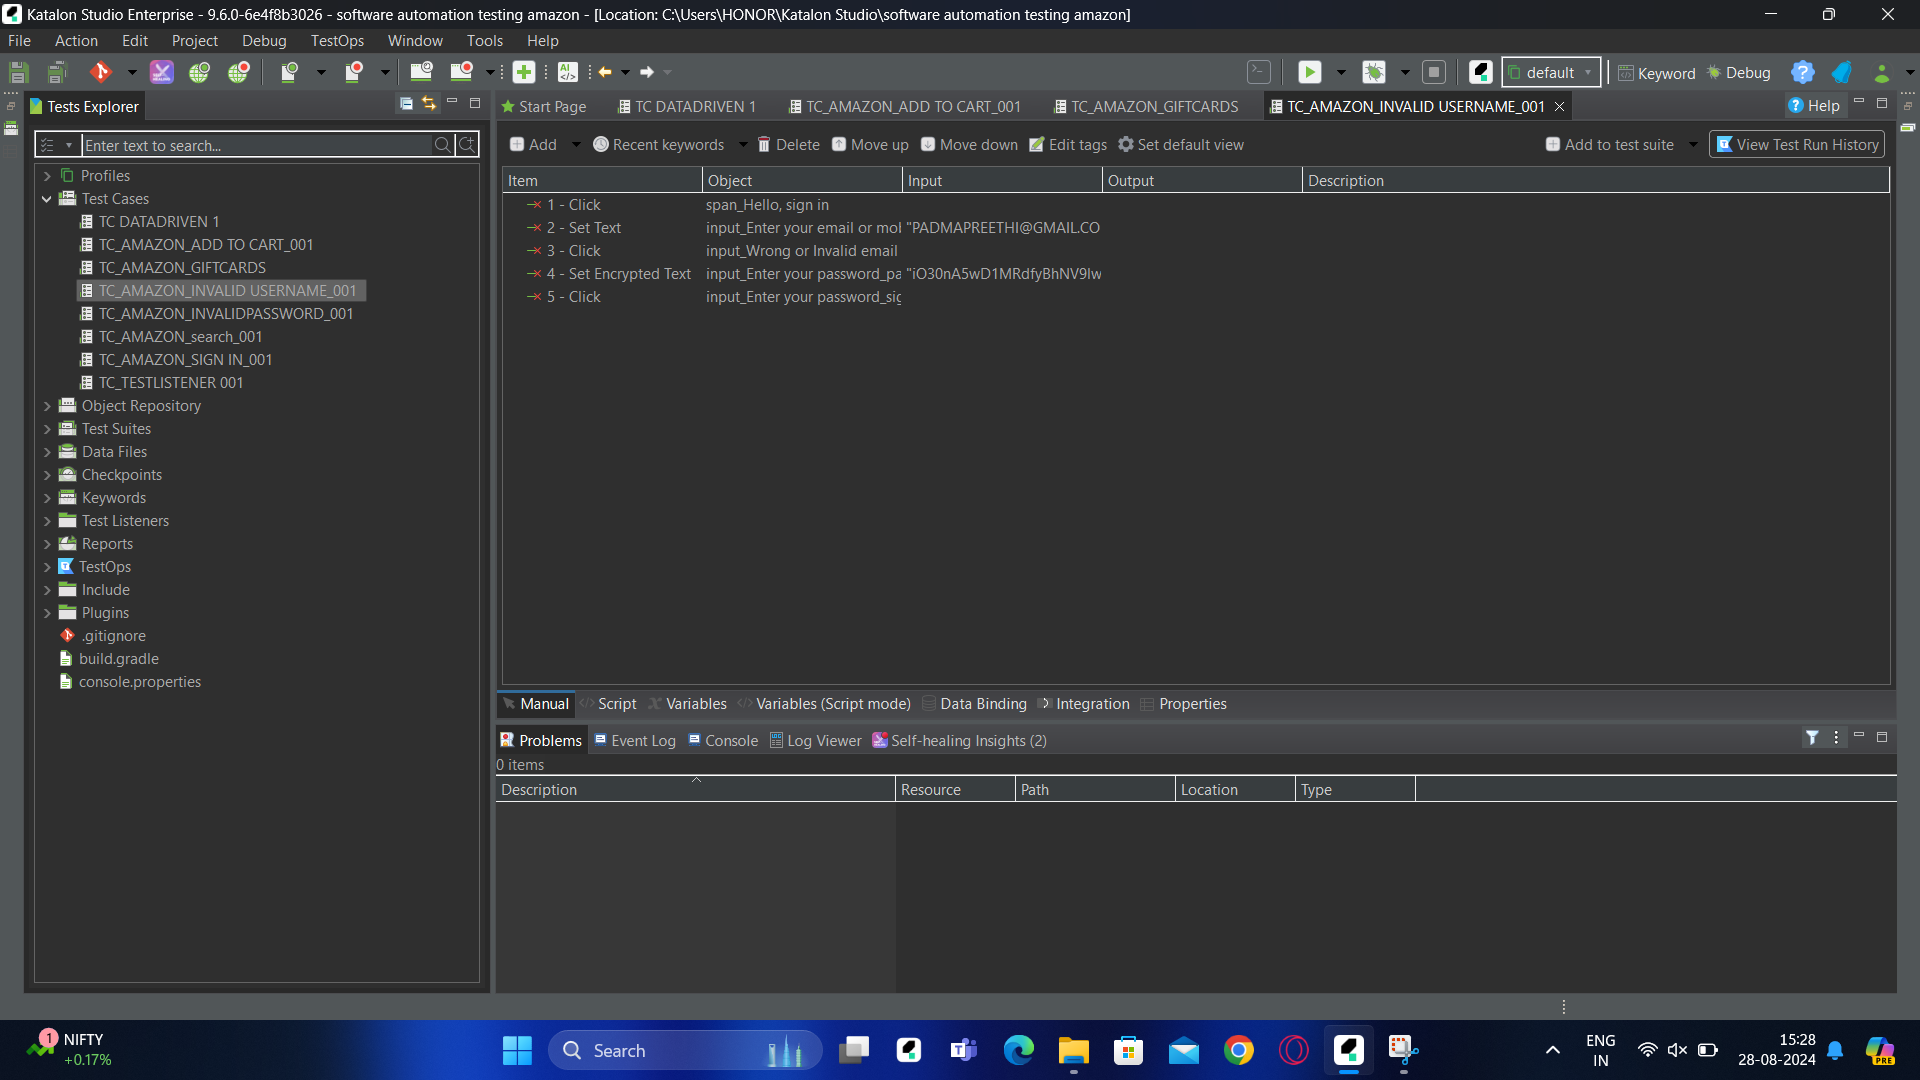 Katalon Studio Enterprise - 9.6.0-6e4f8b3026 - software automation testing amazon - [Location: C:\Users\HONOR\Katalon Studio\software automation testing amazon]
File Action Edit Project Debug TestOps Window Tools Help
default Keyword Debug
Tests Explorer
Enter text to search...
Profiles
Test Cases
TC DATADRIVEN 1
TC_AMAZON_ADD TO CART_001
TC_AMAZON_GIFTCARDS
TC_AMAZON_INVALID USERNAME_001
TC_AMAZON_INVALIDPASSWORD_001
TC_AMAZON_search_001
TC_AMAZON_SIGN IN_001
TC_TESTLISTENER 001
Object Repository
Test Suites
Data Files
Checkpoints
Keywords
Test Listeners
Reports
TestOps
Include
Plugins
.gitignore
build.gradle
console.properties
Start Page TC DATADRIVEN 1 TC_AMAZON_ADD TO CART_001 TC_AMAZON_GIFTCARDS TC_AMAZON_INVALID USERNAME_001 Help
Add Recent keywords Delete Move up Move down Edit tags Set default view Add to test suite View Test Run History
Item Object Input Output Description
1 - Click span_Hello, sign in
2 - Set Text input_Enter your email or mol "PADMAPREETHI@GMAIL.CO
3 - Click input_Wrong or Invalid email
4 - Set Encrypted Text input_Enter your password_pa "iO30nA5wD1MRdfyBhNV9lw
5 - Click input_Enter your password_sig
Manual Script Variables Variables (Script mode) Data Binding Integration Properties
Problems Event Log Console Log Viewer Self-healing Insights (2)
0 items
Description Resource Path Location Type
1 NIFTY
+0.17%
Search
ENG
IN
15:28
28-08-2024
PRE